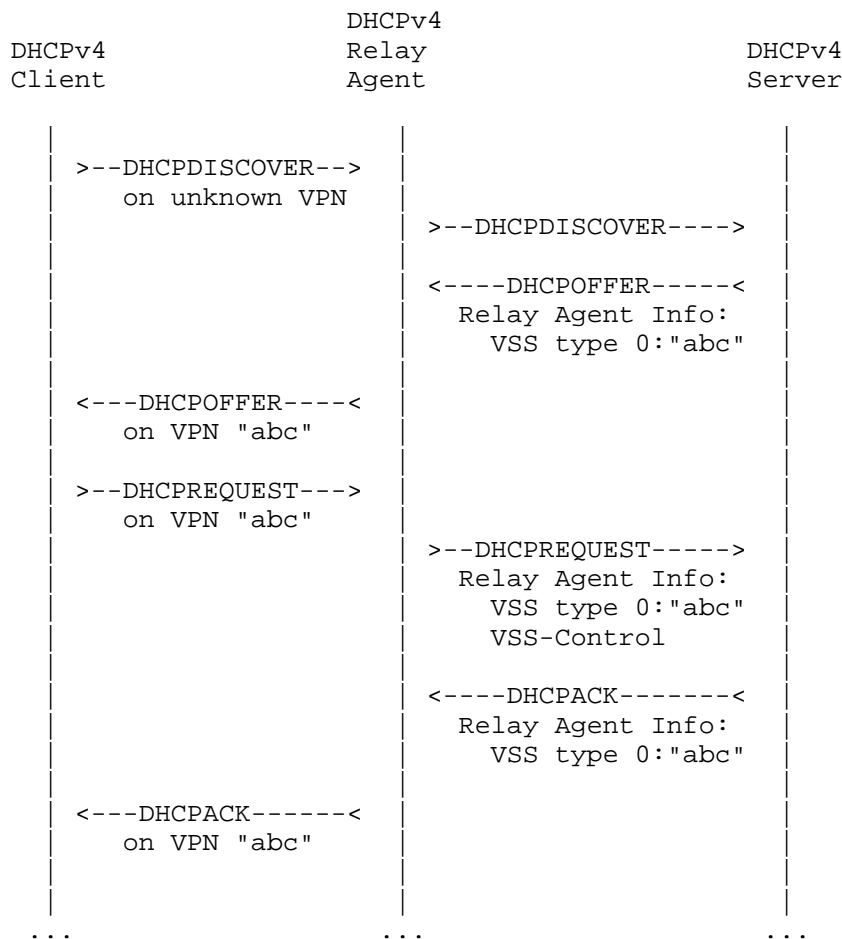 DHCPv4
DHCPv4 Relay DHCPv4
Client Agent Server
>--DHCPDISCOVER-->
on unknown VPN
>--DHCPDISCOVER---->
<----DHCPOFFER-----<
Relay Agent Info:
VSS type 0:"abc"
<---DHCPOFFER----<
on VPN "abc"
>--DHCPREQUEST--->
on VPN "abc"
>--DHCPREQUEST----->
Relay Agent Info:
VSS type 0:"abc"
VSS-Control
<----DHCPACK-------<
Relay Agent Info:
VSS type 0:"abc"
<---DHCPACK------<
on VPN "abc"
... ... ...